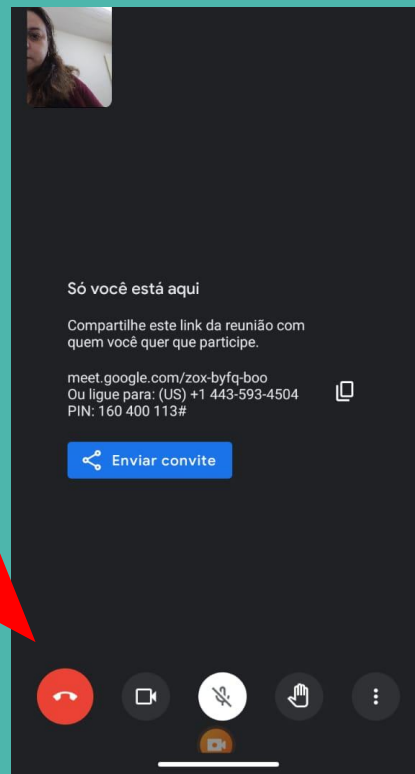 Só você está aqui
Compartilhe este link da reunião com
quem você quer que participe.
meet.google.com/zox-byfq-boo
Ou ligue para: (US) +1 443-593-4504
PIN: 160 400 113#
Enviar convite